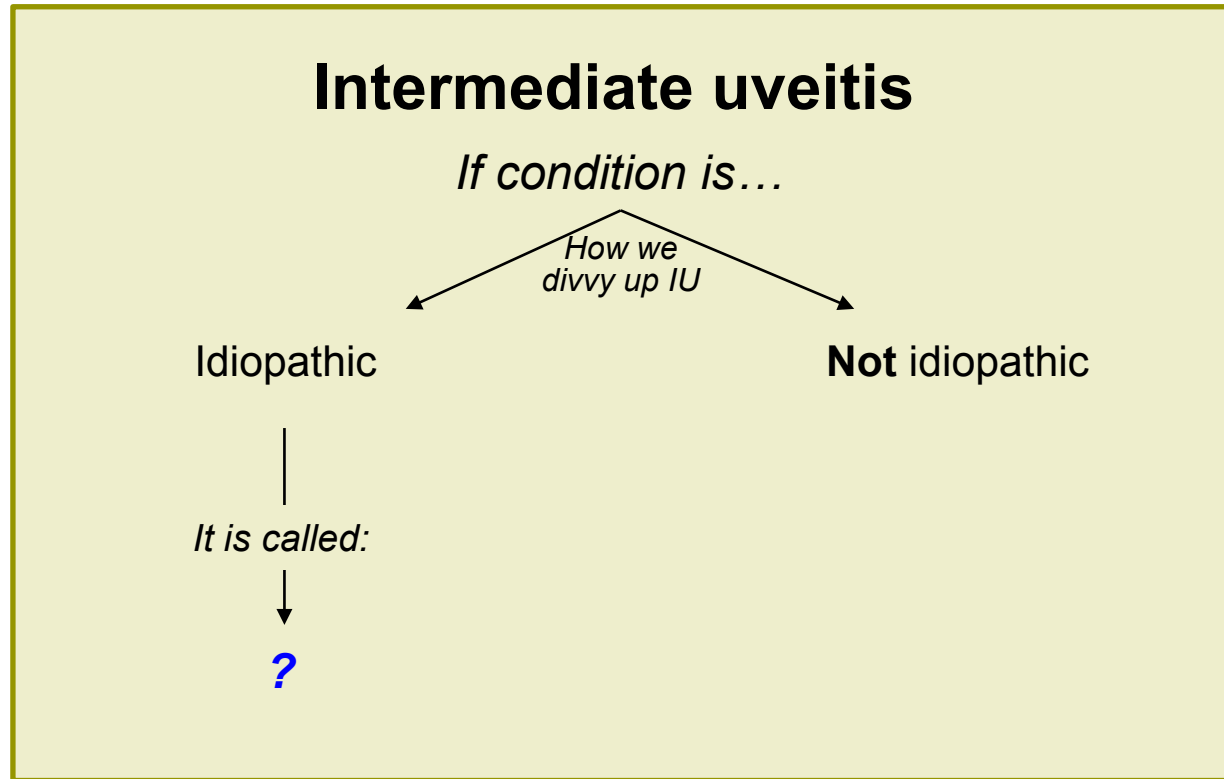 Intermediate uveitis
If condition is…
How we
divvy up IU
Idiopathic
Not idiopathic
It is called:
?